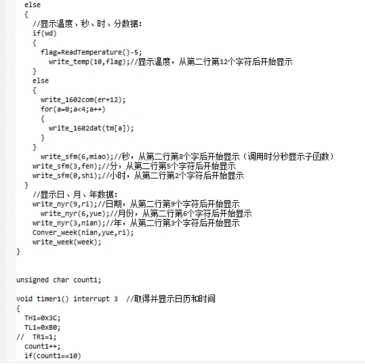 else
{
//显示温度、秒、时、分数据:
if(wd)
{
flag=ReadTemperature()-5;
write_temp(10,flag);//显示温度，从第二行第12个字符后开始显示
}
else
{
write_1602com(er+12);
for(a=0;a<4;a++)
{
write_1602dat(tm[a]);
}
}
write_sfm(6,miao);//秒，从第二行第8个字后开始显示（调用时分秒显示子函数）
write_sfm(3,fen);//分，从第二行第5个字符后开始显示
write_sfm(0,shi);//小时，从第二行第2个字符后开始显示
}
//显示日、月、年数据:
write_nyr(9,ri);//日期，从第二行第9个字符后开始显示
write_nyr(6,yue);//月份，从第二行第6个字符后开始显示
write_nyr(3,nian);//年，从第二行第3个字符后开始显示
Conver_week(nian,yue,ri);
write_week(week);
}
unsigned char count1;
void timer1() interrupt 3 //取得并显示日历和时间
{
TH1=0x3C;
TL1=0xB0;
// TR1=1;
count1++;
if(count1==10)